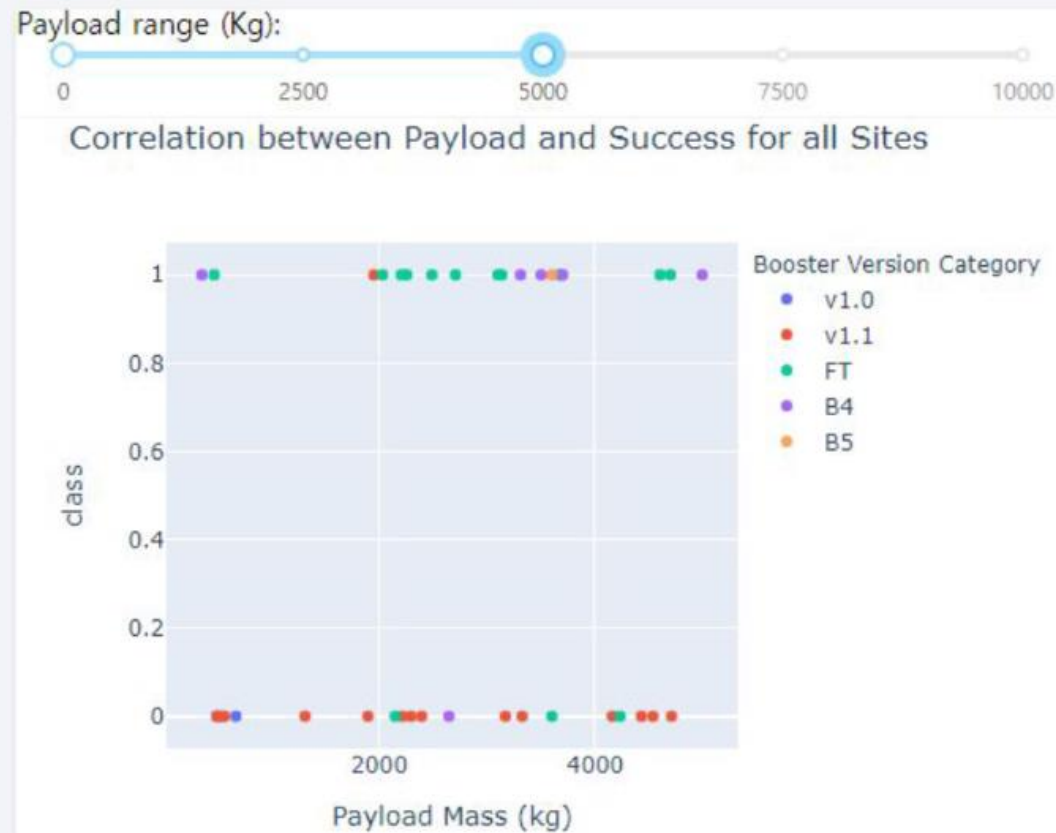 Payload range (Kg):
0 2500 5000 7500 10000
Correlation between Payload and Success for all Sites
1
0.8
0.6
0.4
0.2
0
class
2000 4000
Payload Mass (kg)
Booster Version Category
v1.0
v1.1
FT
B4
B5